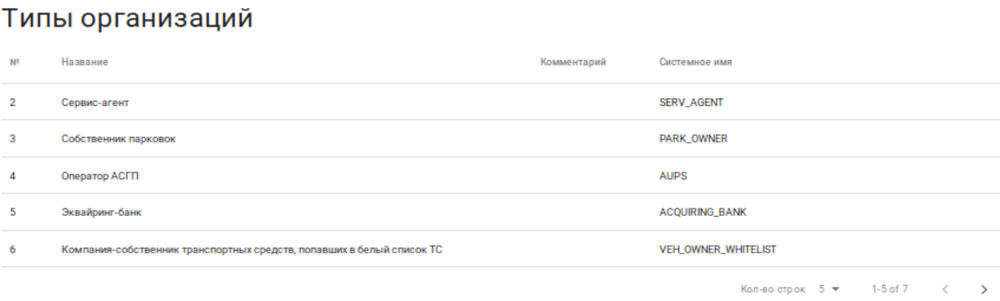 Типы организаций
№ Название Комментарий Системное имя
2 Сервис-агент SERV_AGENT
3 Собственник парковок PARK_OWNER
4 Оператор АСГП AUPS
5 Эквайринг-банк ACQUIRING_BANK
6 Компания-собственник транспортных средств, попавших в белый список ТС VEH_OWNER_WHITELIST
Кол-во строк 5 1-5 of 7